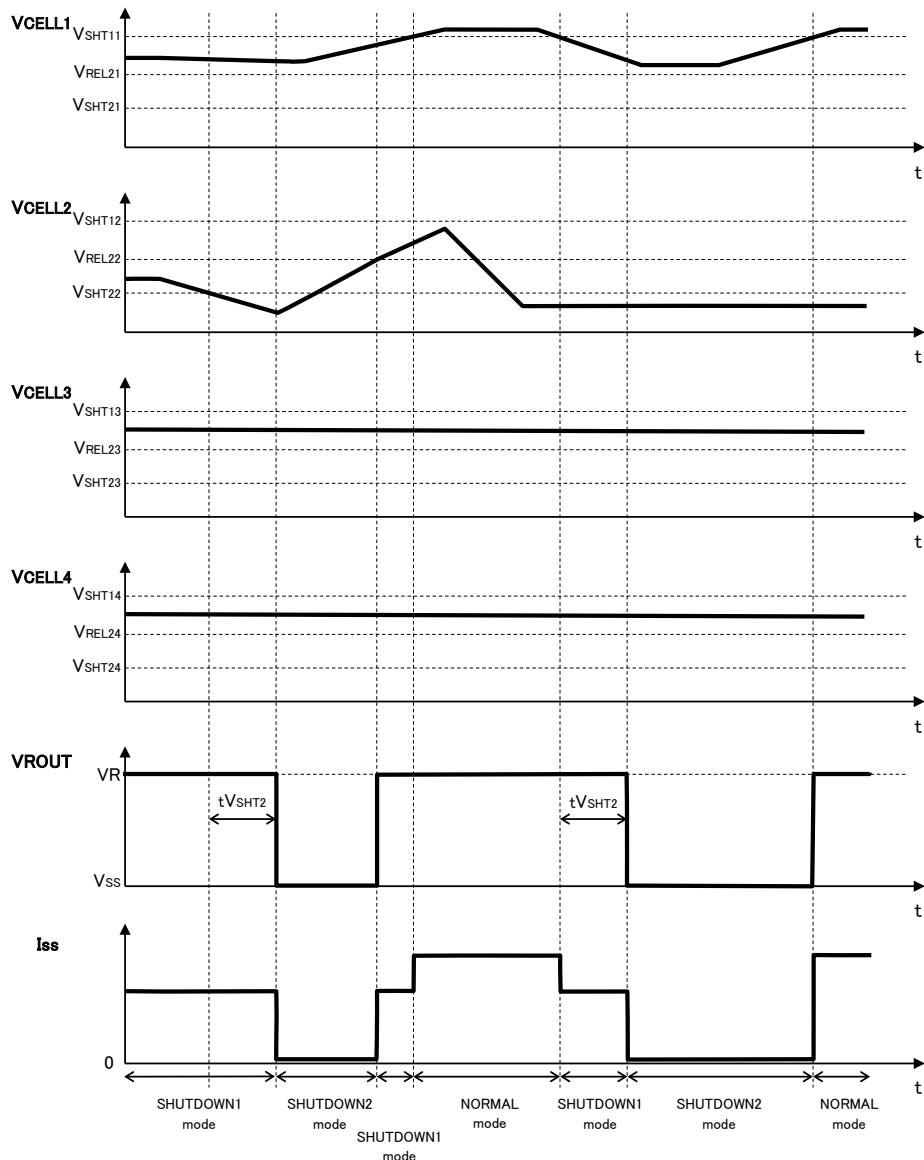 VCELL1
VSHT11
VREL21
VSHT21
t
VCELL2
VSHT12
VREL22
VSHT22
t
VCELL3
VSHT13
VREL23
VSHT23
t
VCELL4
VSHT14
VREL24
VSHT24
t
VROUT
VR
tVSHT2
tVSHT2
VSS
t
Iss
0
t
SHUTDOWN1
mode
SHUTDOWN2
mode
SHUTDOWN1
mode
NORMAL
mode
SHUTDOWN1
mode
SHUTDOWN2
mode
NORMAL
mode